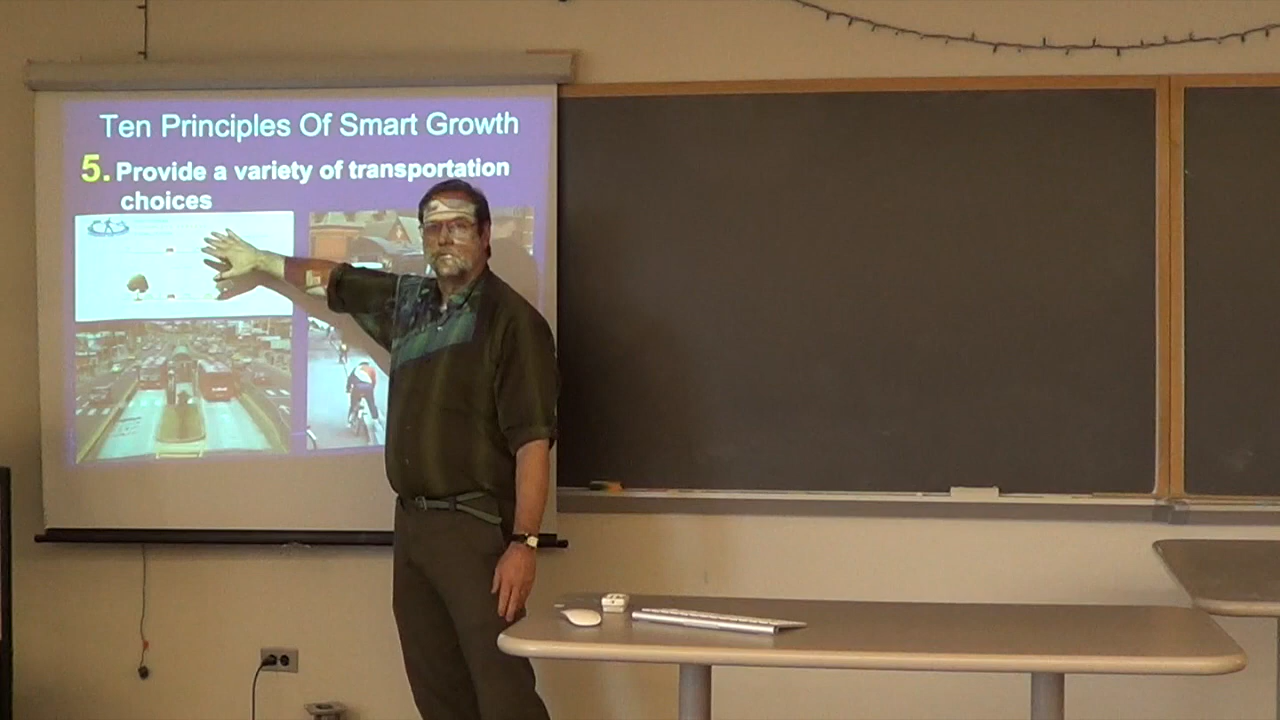 Ten Principles Of Smart Growth
5. Provide a variety of transportation
choices